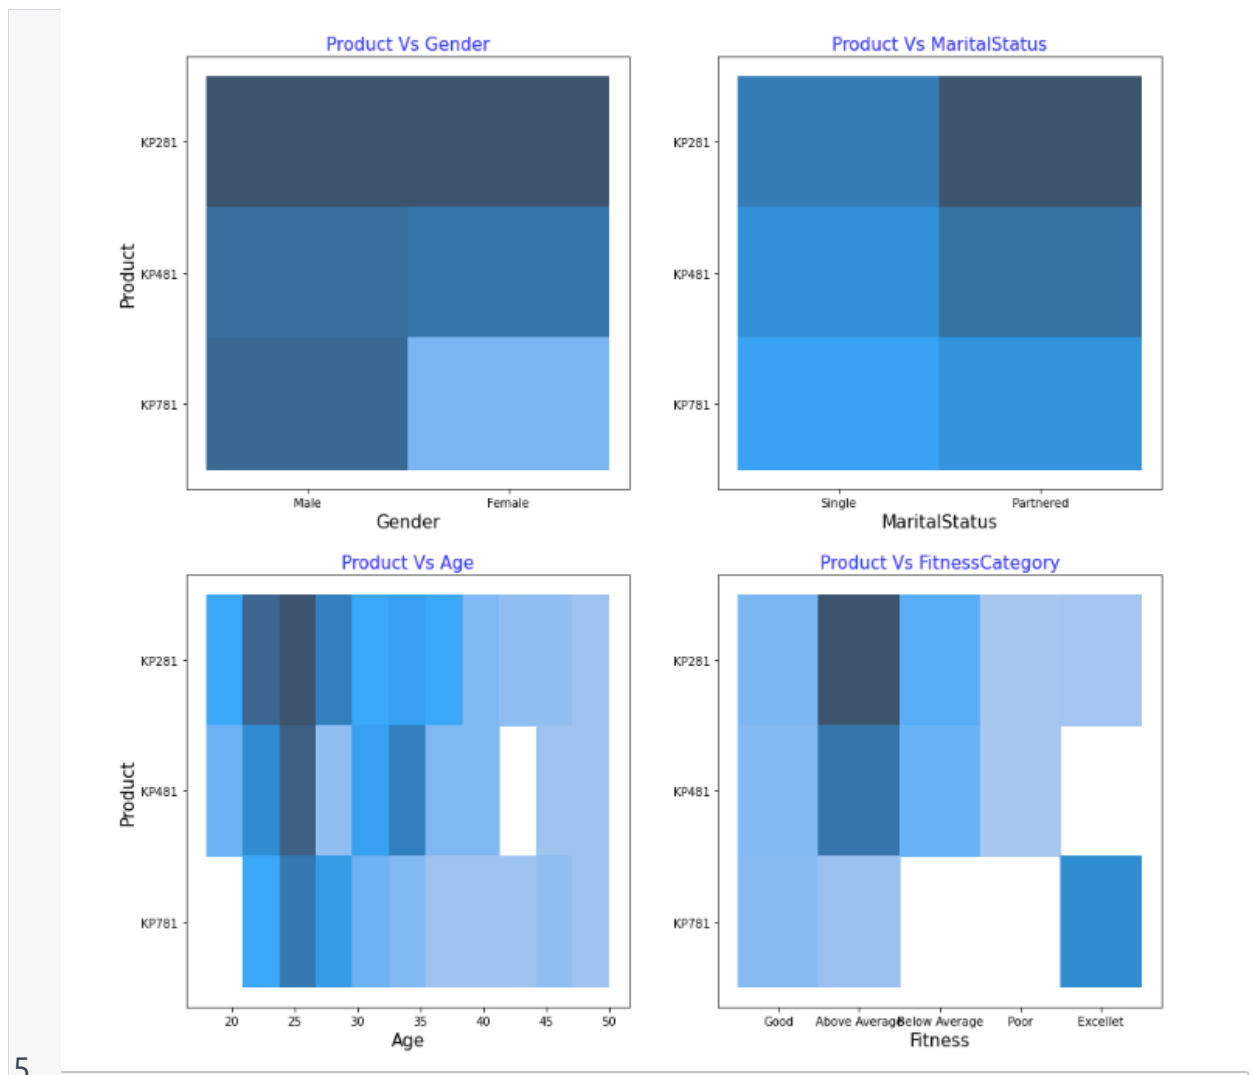 Product Vs Gender
KP281
KP481
KP781
Product
Male Female
Gender
Product Vs MaritalStatus
KP281
KP481
KP781
Single Partnered
MaritalStatus
Product Vs Age
KP281
KP481
KP781
Product
20 25 30 35 40 45 50
Age
Product Vs FitnessCategory
KP281
KP481
KP781
Good Above Average Below Average Poor Excellet
Fitness
5